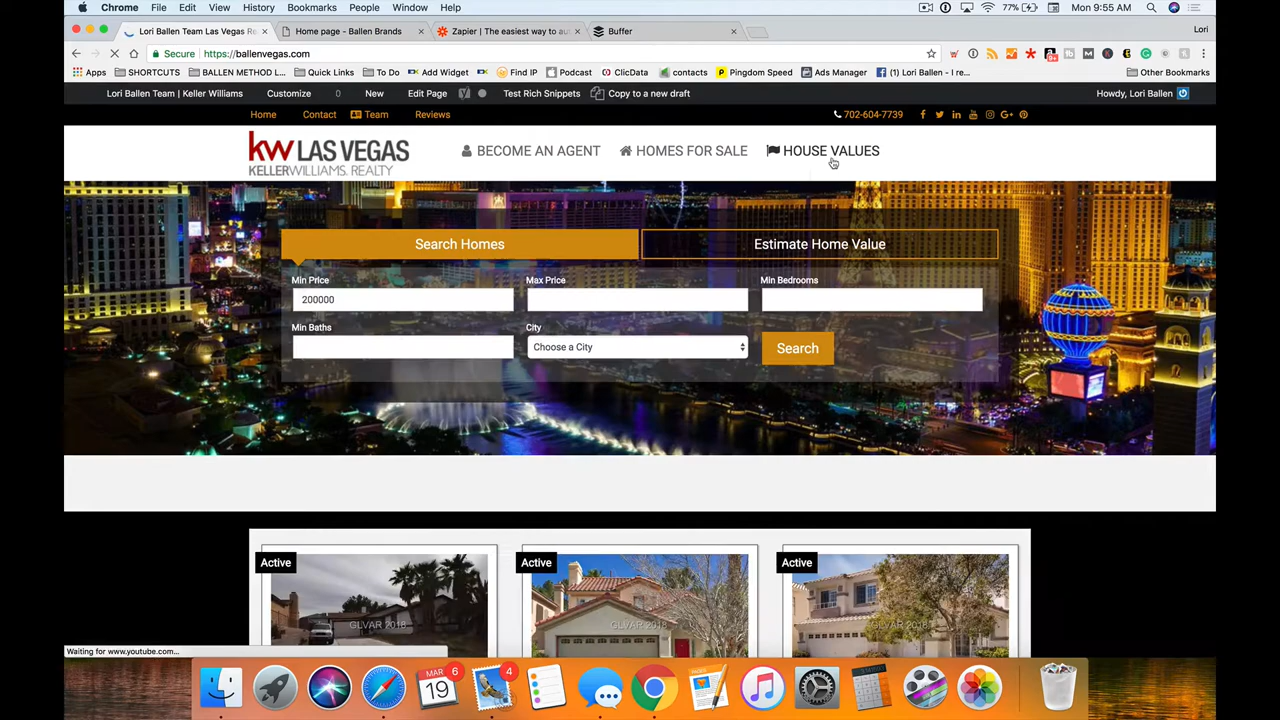 Chrome File Edit View History Bookmarks People Window Help 77% Mon 9:55 AM
Lori Ballen Team Las Vegas Re Home page - Ballen Brands Zapier | The easiest way to aut Buffer Lori
Secure https://ballenvegas.com
Apps SHORTCUTS BALLEN METHOD L... Quick Links To Do Add Widget Find IP Podcast ClicData contacts Pingdom Speed Ads Manager (1) Lori Ballen - I re... Other Bookmarks
Lori Ballen Team | Keller Williams Customize 0 New Edit Page Test Rich Snippets Copy to a new draft Howdy, Lori Ballen
Home Contact Team Reviews 702-604-7739
kw LAS VEGAS
KELLERWILLIAMS. REALTY
BECOME AN AGENT HOMES FOR SALE HOUSE VALUES
Search Homes Estimate Home Value
Min Price Max Price Min Bedrooms
200000
Min Baths City
Choose a City Search
Active Active Active
GLVAR 2018 GLVAR 2018 GLVAR 2018
Waiting for www.youtube.com...
MAR 6 4
19
PAGES